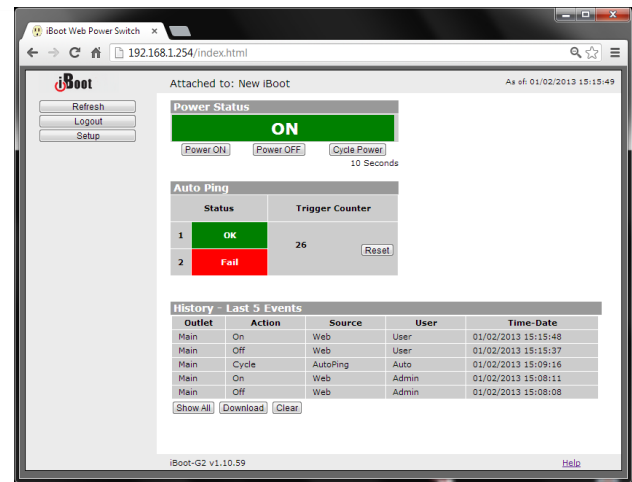 iBoot Web Power Switch
192.168.1.254/index.html
iBoot
Attached to: New iBoot
As of: 01/02/2013 15:15:49
Refresh
Logout
Setup
Power Status
ON
Power ON Power OFF Cycle Power
10 Seconds
Auto Ping
Status Trigger Counter
1 OK
26 Reset
2 Fail
History - Last 5 Events
Outlet Action Source User Time-Date
Main On Web User 01/02/2013 15:15:48
Main Off Web User 01/02/2013 15:15:37
Main Cycle AutoPing Auto 01/02/2013 15:09:16
Main On Web Admin 01/02/2013 15:08:11
Main Off Web Admin 01/02/2013 15:08:08
Show All Download Clear
iBoot-G2 v1.10.59 Help